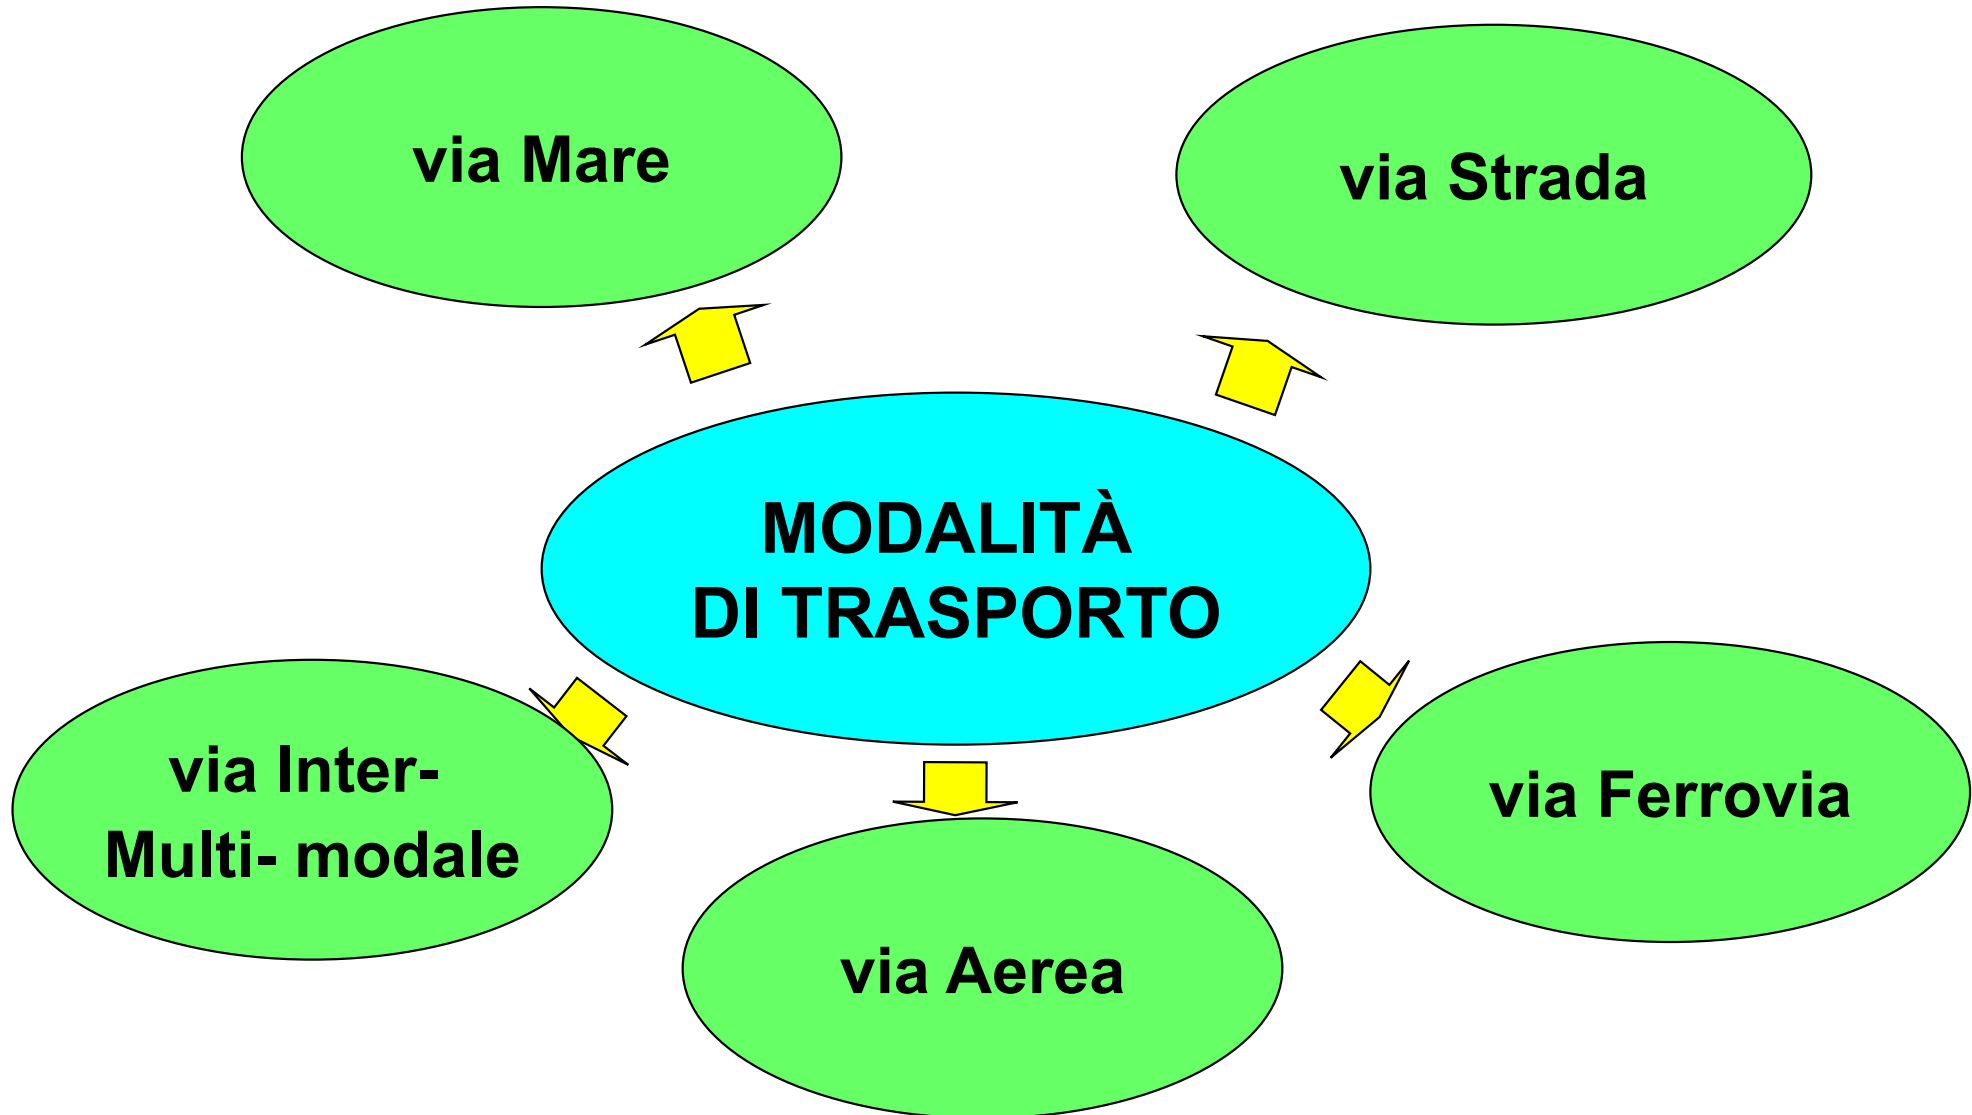 via Mare
via Strada
MODALITÀ
DI TRASPORTO
via Inter-
Multi- modale
via Ferrovia
via Aerea